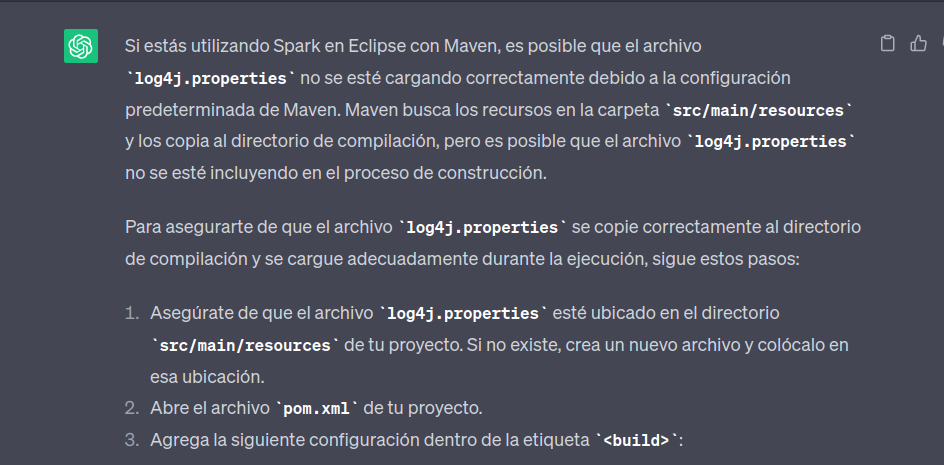 Si estás utilizando Spark en Eclipse con Maven, es posible que el archivo
`log4j.properties` no se esté cargando correctamente debido a la configuración
predeterminada de Maven. Maven busca los recursos en la carpeta `src/main/resources`
y los copia al directorio de compilación, pero es posible que el archivo `log4j.properties`
no se esté incluyendo en el proceso de construcción.
Para asegurarte de que el archivo `log4j.properties` se copie correctamente al directorio
de compilación y se cargue adecuadamente durante la ejecución, sigue estos pasos:
1. Asegúrate de que el archivo `log4j.properties` esté ubicado en el directorio
`src/main/resources` de tu proyecto. Si no existe, crea un nuevo archivo y colócalo en
esa ubicación.
2. Abre el archivo `pom.xml` de tu proyecto.
3. Agrega la siguiente configuración dentro de la etiqueta `<build>`: